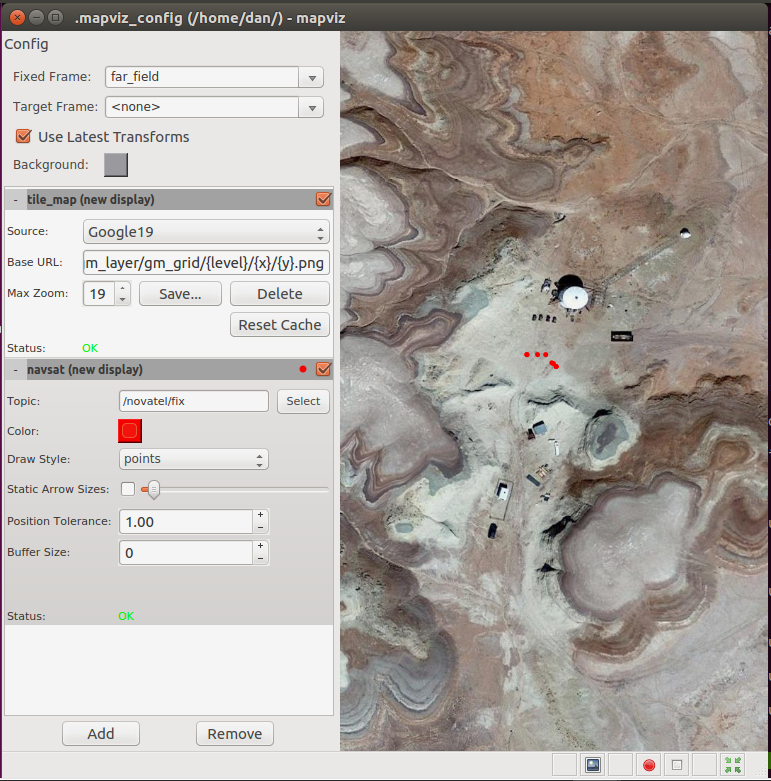 .mapviz_config (/home/dan/) - mapviz
Config
Fixed Frame: far_field
Target Frame: <none>
Use Latest Transforms
Background:
- tile_map (new display)
Source: Google19
Base URL: m_layer/gm_grid/{level}/{x}/{y}.png
Max Zoom: 19 Save... Delete
Reset Cache
Status: OK
- navsat (new display)
Topic: /novatel/fix Select
Color:
Draw Style: points
Static Arrow Sizes:
Position Tolerance: 1.00
Buffer Size: 0
Status: OK
Add Remove